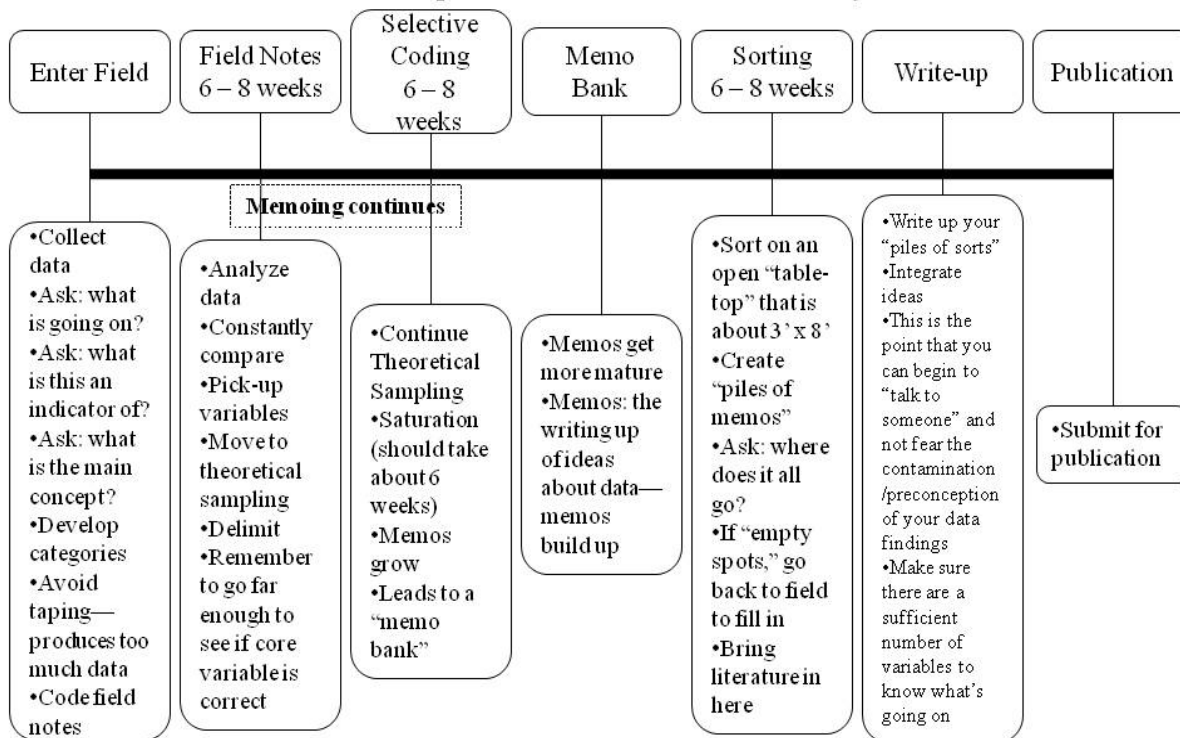 Enter Field
Field Notes
6 – 8 weeks
Selective
Coding
6 – 8
weeks
Memo
Bank
Sorting
6 – 8 weeks
Write-up
Publication
Memoing continues
•Collect
data
•Ask: what
is going on?
•Ask: what
is this an
indicator of?
•Ask: what
is the main
concept?
•Develop
categories
•Avoid
taping—
produces too
much data
•Code field
notes
•Analyze
data
•Constantly
compare
•Pick-up
variables
•Move to
theoretical
sampling
•Delimit
•Remember
to go far
enough to
see if core
variable is
correct
•Continue
Theoretical
Sampling
•Saturation
(should take
about 6
weeks)
•Memos
grow
•Leads to a
“memo
bank”
•Memos get
more mature
•Memos: the
writing up
of ideas
about data—
memos
build up
•Sort on an
open “table-
top” that is
about 3’ x 8’
•Create
“piles of
memos”
•Ask: where
does it all
go?
•If “empty
spots,” go
back to field
to fill in
•Bring
literature in
here
•Write up your
“piles of sorts”
•Integrate
ideas
•This is the
point that you
can begin to
“talk to
someone” and
not fear the
contamination
/preconception
of your data
findings
•Make sure
there are a
sufficient
number of
variables to
know what’s
going on
•Submit for
publication